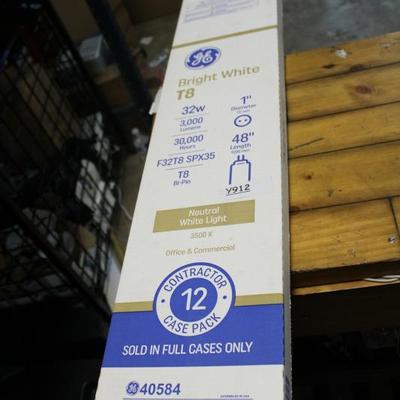 GE
Bright White
T8
32w
3,000
Lumens
30,000
Hours
F32T8 SPX35
T8
Bi-Pin
1"
Diameter
48"
Length
Y912
Neutral
White Light
3500 K
Office & Commercial
CONTRACTOR
12
CASE PACK
SOLD IN FULL CASES ONLY
GE 40584